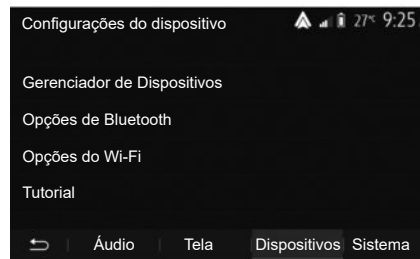 Configurações do dispositivo 27°C 9:25
Gerenciador de Dispositivos
Opções de Bluetooth
Opções do Wi-Fi
Tutorial
Áudio Tela Dispositivos Sistema